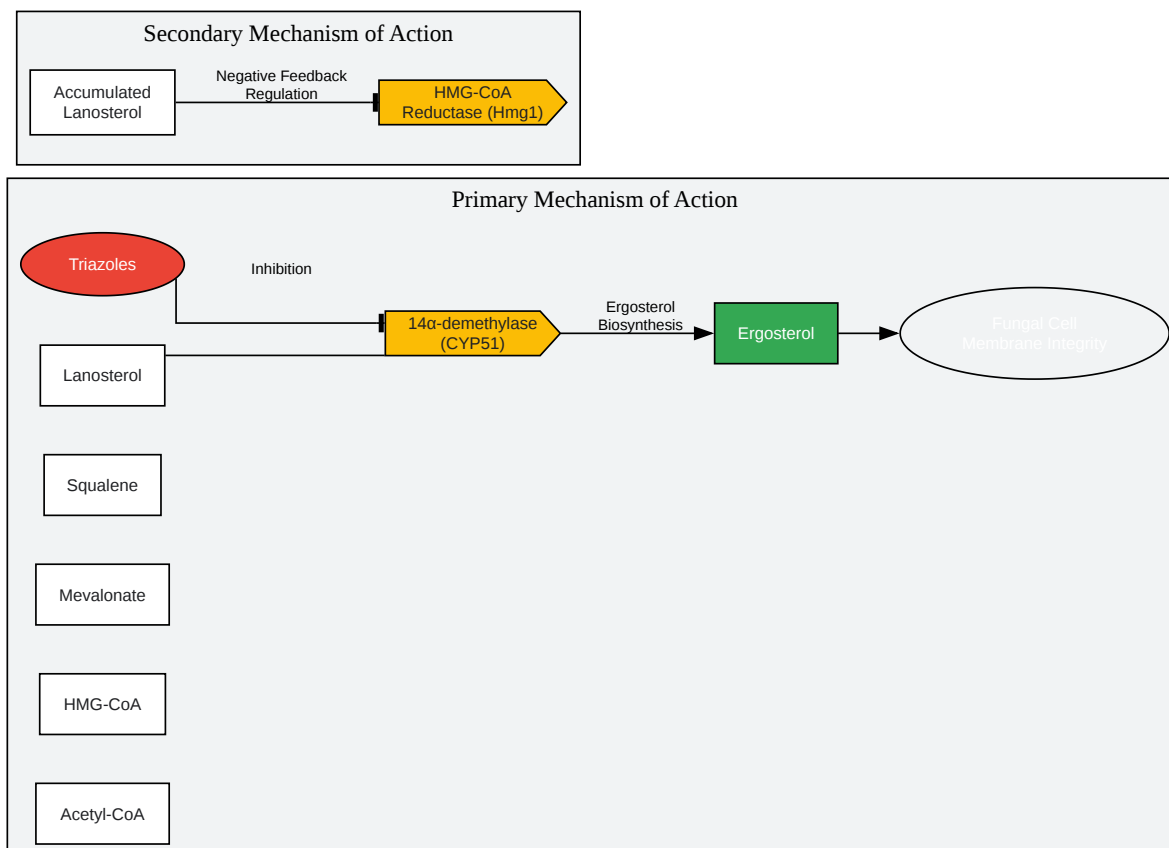 Secondary Mechanism of Action
Accumulated
Lanosterol
Negative Feedback
Regulation
HMG-CoA
Reductase (Hmg1)
Primary Mechanism of Action
Triazoles
Inhibition
14α-demethylase
(CYP51)
Ergosterol
Biosynthesis
Ergosterol
Fungal Cell
Membrane Integrity
Lanosterol
Squalene
Mevalonate
HMG-CoA
Acetyl-CoA